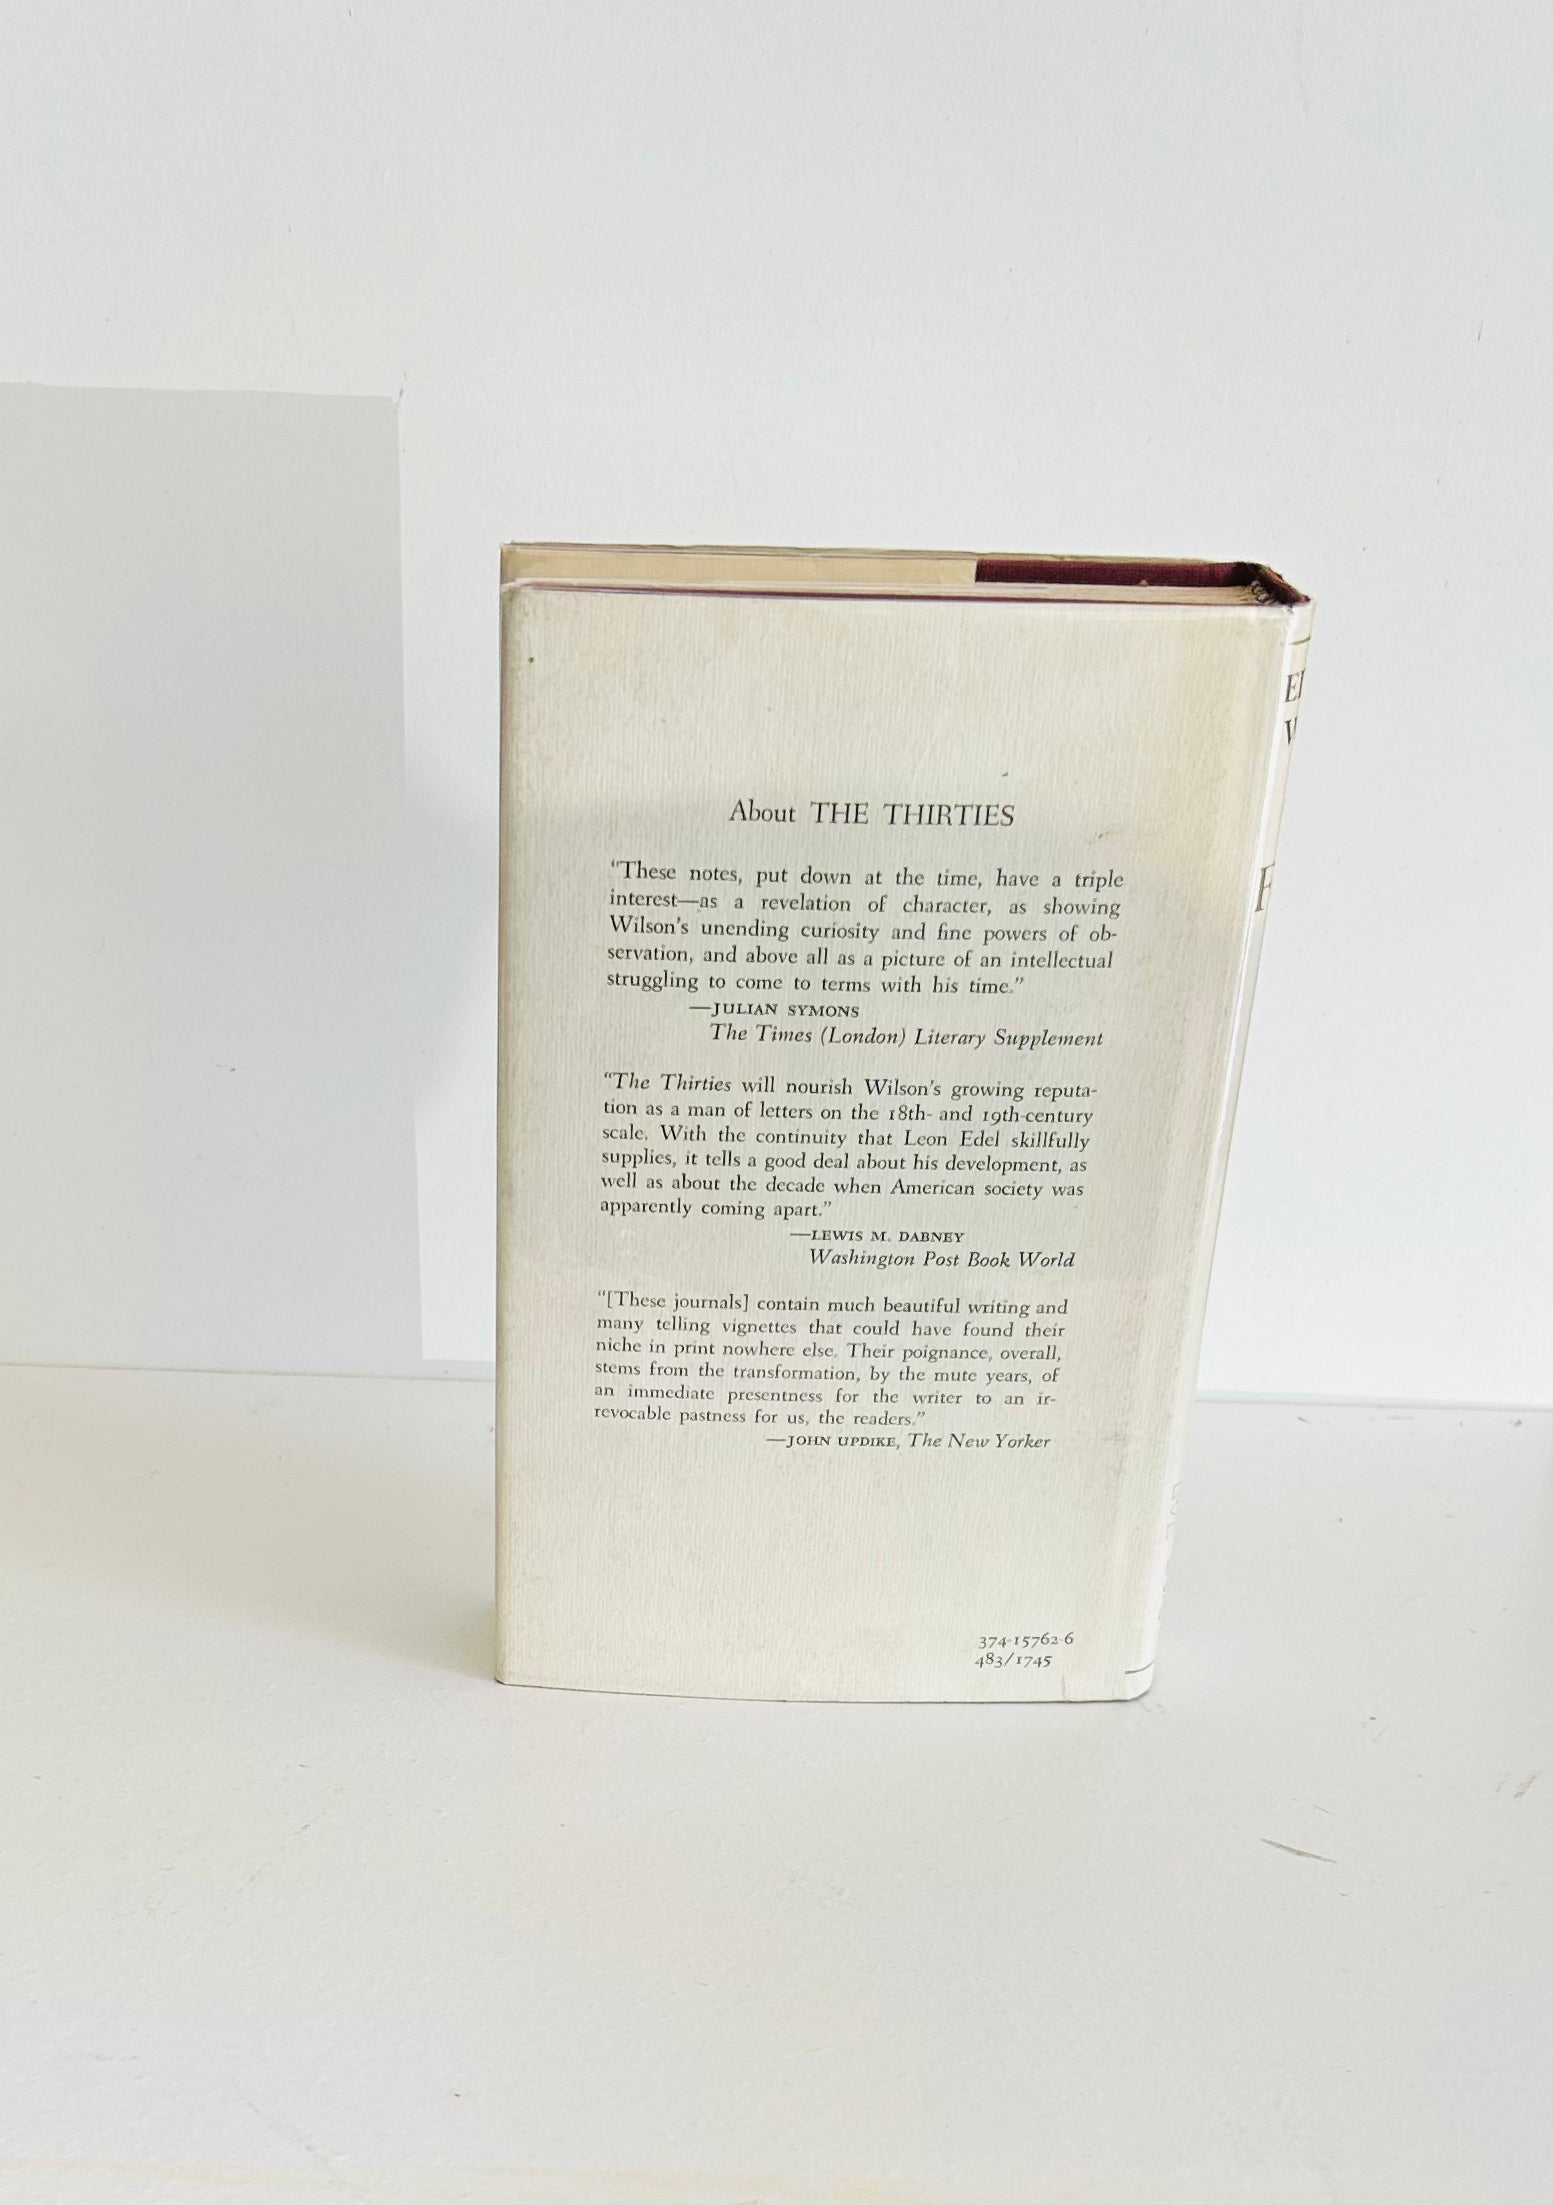 About THE THIRTIES
“These notes, put down at the time, have a triple
interest—as a revelation of character, as showing
Wilson’s unending curiosity and fine powers of ob-
servation, and above all as a picture of an intellectual
struggling to come to terms with his time.”
—JULIAN SYMONS
The Times (London) Literary Supplement
“The Thirties will nourish Wilson’s growing reputa-
tion as a man of letters on the 18th- and 19th-century
scale. With the continuity that Leon Edel skillfully
supplies, it tells a good deal about his development, as
well as about the decade when American society was
apparently coming apart.”
—LEWIS M. DABNEY
Washington Post Book World
“[These journals] contain much beautiful writing and
many telling vignettes that could have found their
niche in print nowhere else. Their poignance, overall,
stems from the transformation, by the mute years, of
an immediate presentness for the writer to an ir-
revocable pastness for us, the readers.”
—JOHN UPDIKE, The New Yorker
374-15762-6
483/1745